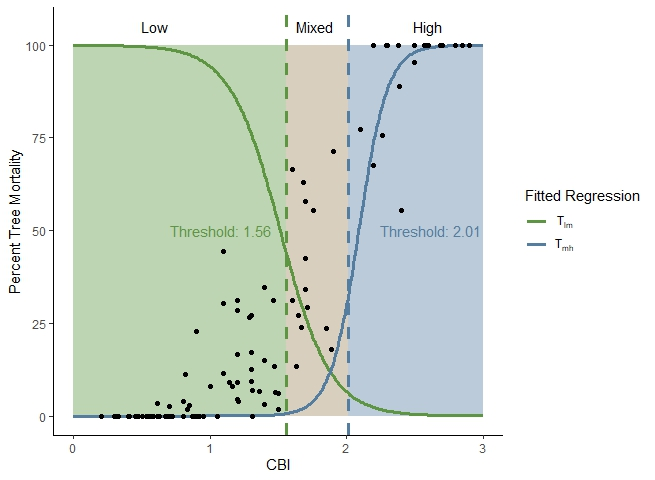 Low Mixed High
100
75
50
25
0
Percent Tree Mortality
Threshold: 1.56
Threshold: 2.01
0 1 2 3
CBI
Fitted Regression
Tlm
Tmh